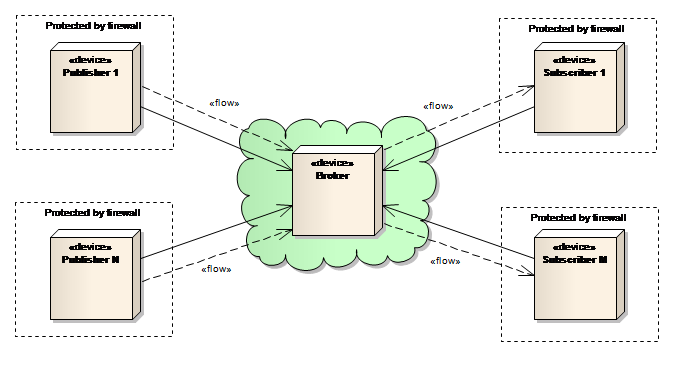 Protected by firewall
«device»
Publisher 1
«flow»
«flow»
Protected by firewall
«device»
Subscriber 1
«device»
Broker
Protected by firewall
«device»
Publisher N
«flow»
«flow»
Protected by firewall
«device»
Subscriber M